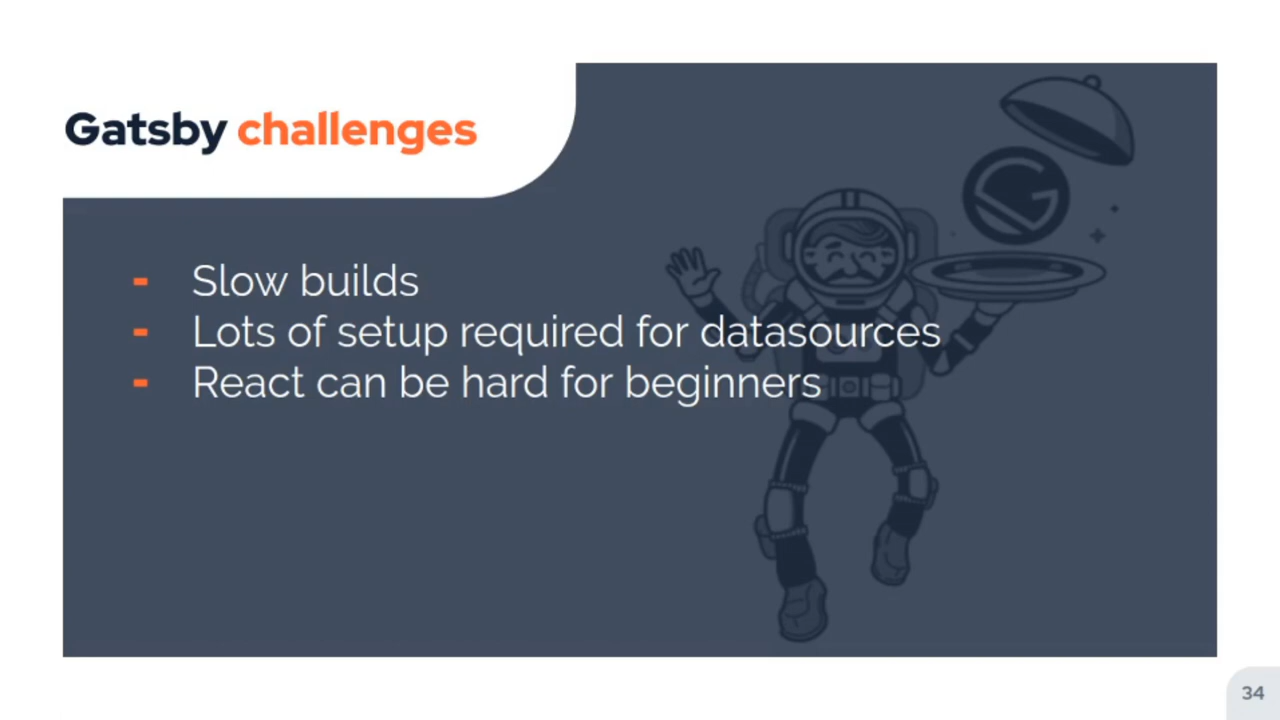 Gatsby challenges
- Slow builds
- Lots of setup required for datasources
- React can be hard for beginners
34